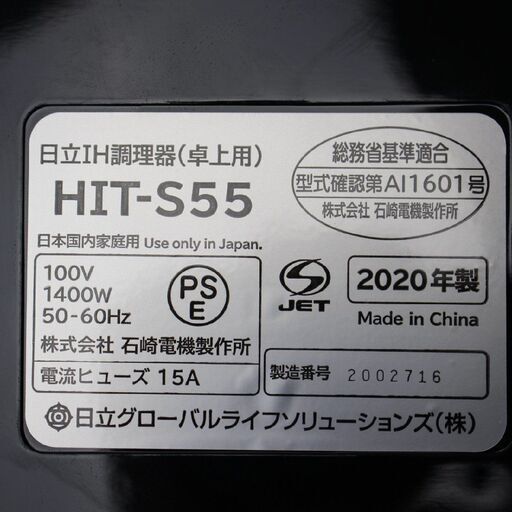 日立IH調理器(卓上用)
HIT-S55
日本国内家庭用 Use only in Japan.
総務省基準適合
型式確認第AI1601号
株式会社 石崎電機製作所
100V
1400W
50-60Hz
PS
E
株式会社 石崎電機製作所
電流ヒューズ 15A
JET
2020年製
Made in China
製造番号 2002716
日立グローバルライフソリューションズ(株)